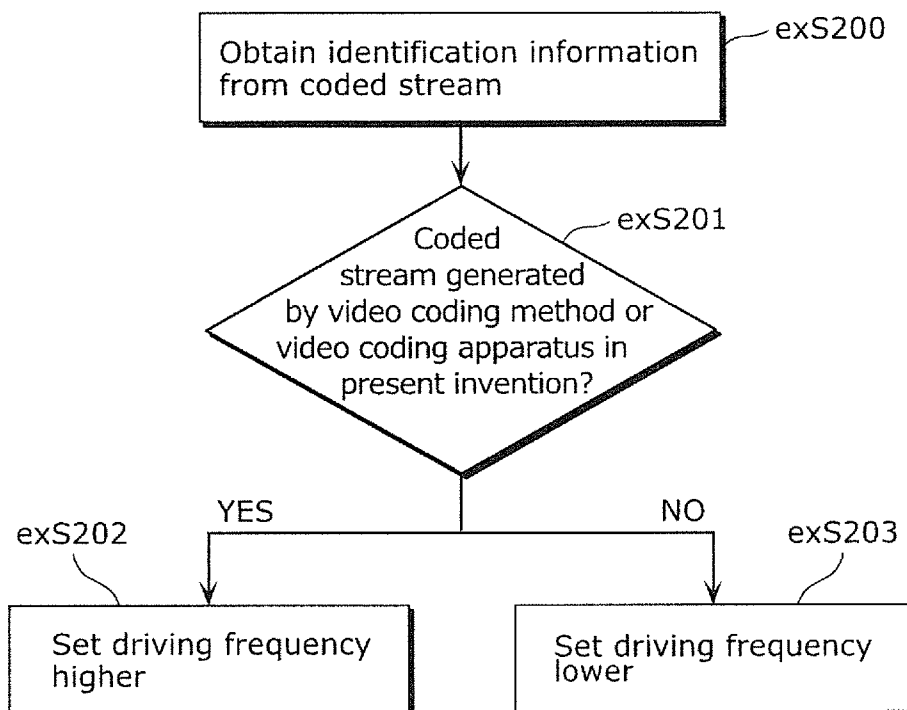 exS200
Obtain identification information
from coded stream
exS201
Coded
stream generated
by video coding method or
video coding apparatus in
present invention?
YES
NO
exS202
exS203
Set driving frequency
higher
Set driving frequency
lower